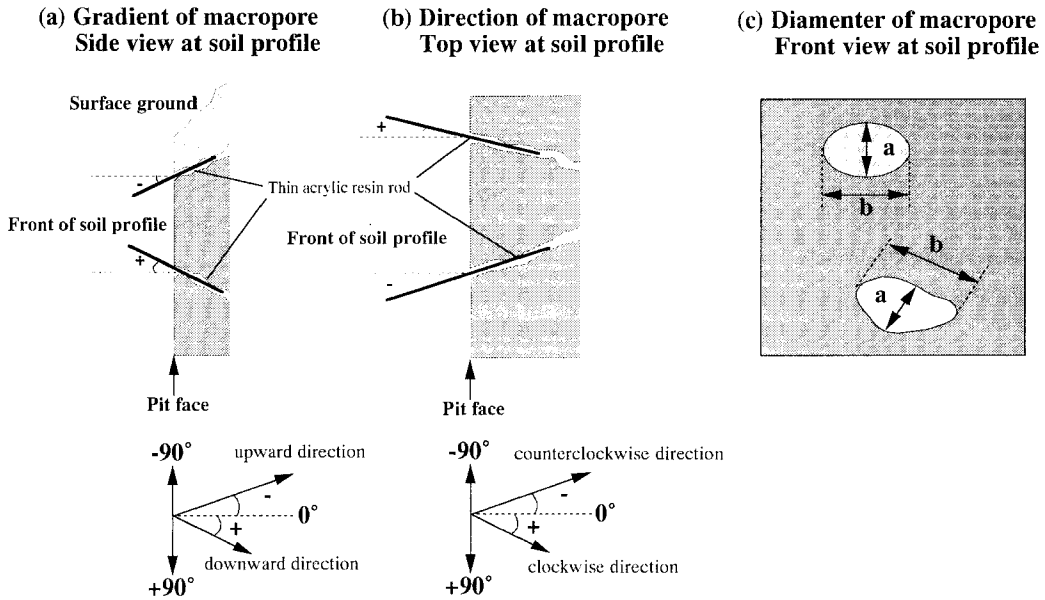 (a) Gradient of macropore
Side view at soil profile
(b) Direction of macropore
Top view at soil profile
(c) Diamenter of macropore
Front view at soil profile
Surface ground
-
Thin acrylic resin rod
Front of soil profile
+
Pit face
+
Front of soil profile
-
Pit face
a
b
b
a
-90°
upward direction
-
0°
+
downward direction
+90°
-90°
counterclockwise direction
-
0°
+
clockwise direction
+90°